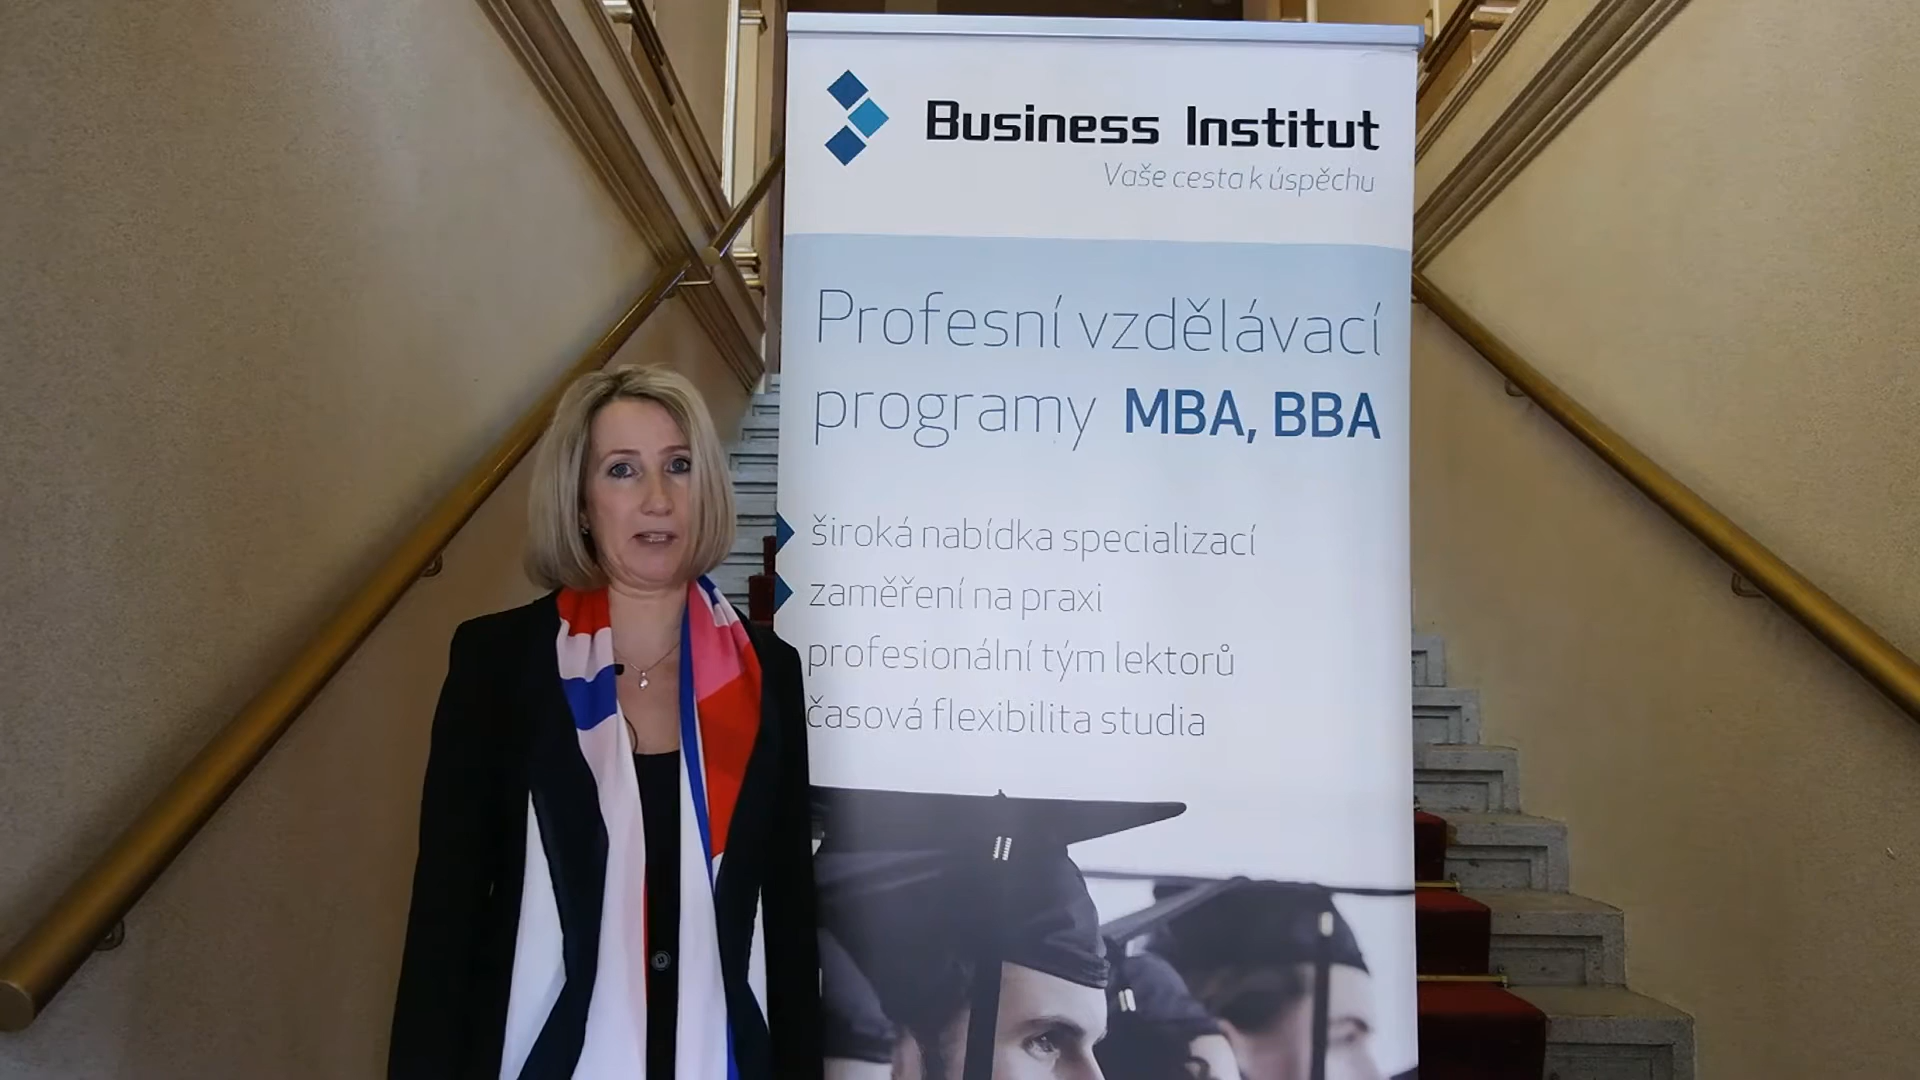 Business Institut
Vaše cesta k úspěchu
Profesní vzdělávací
programy MBA, BBA
široká nabídka specializací
zaměření na praxi
profesionální tým lektorů
časová flexibilita studia